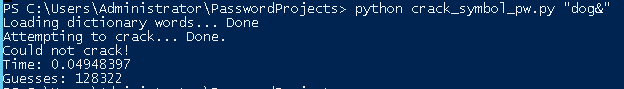 PS C:\Users\Administrator\PasswordProjects> python crack_symbol_pw.py "dog&"
Loading dictionary words... Done
Attempting to crack... Done.
Could not crack!
Time: 0.04948397
Guesses: 128322